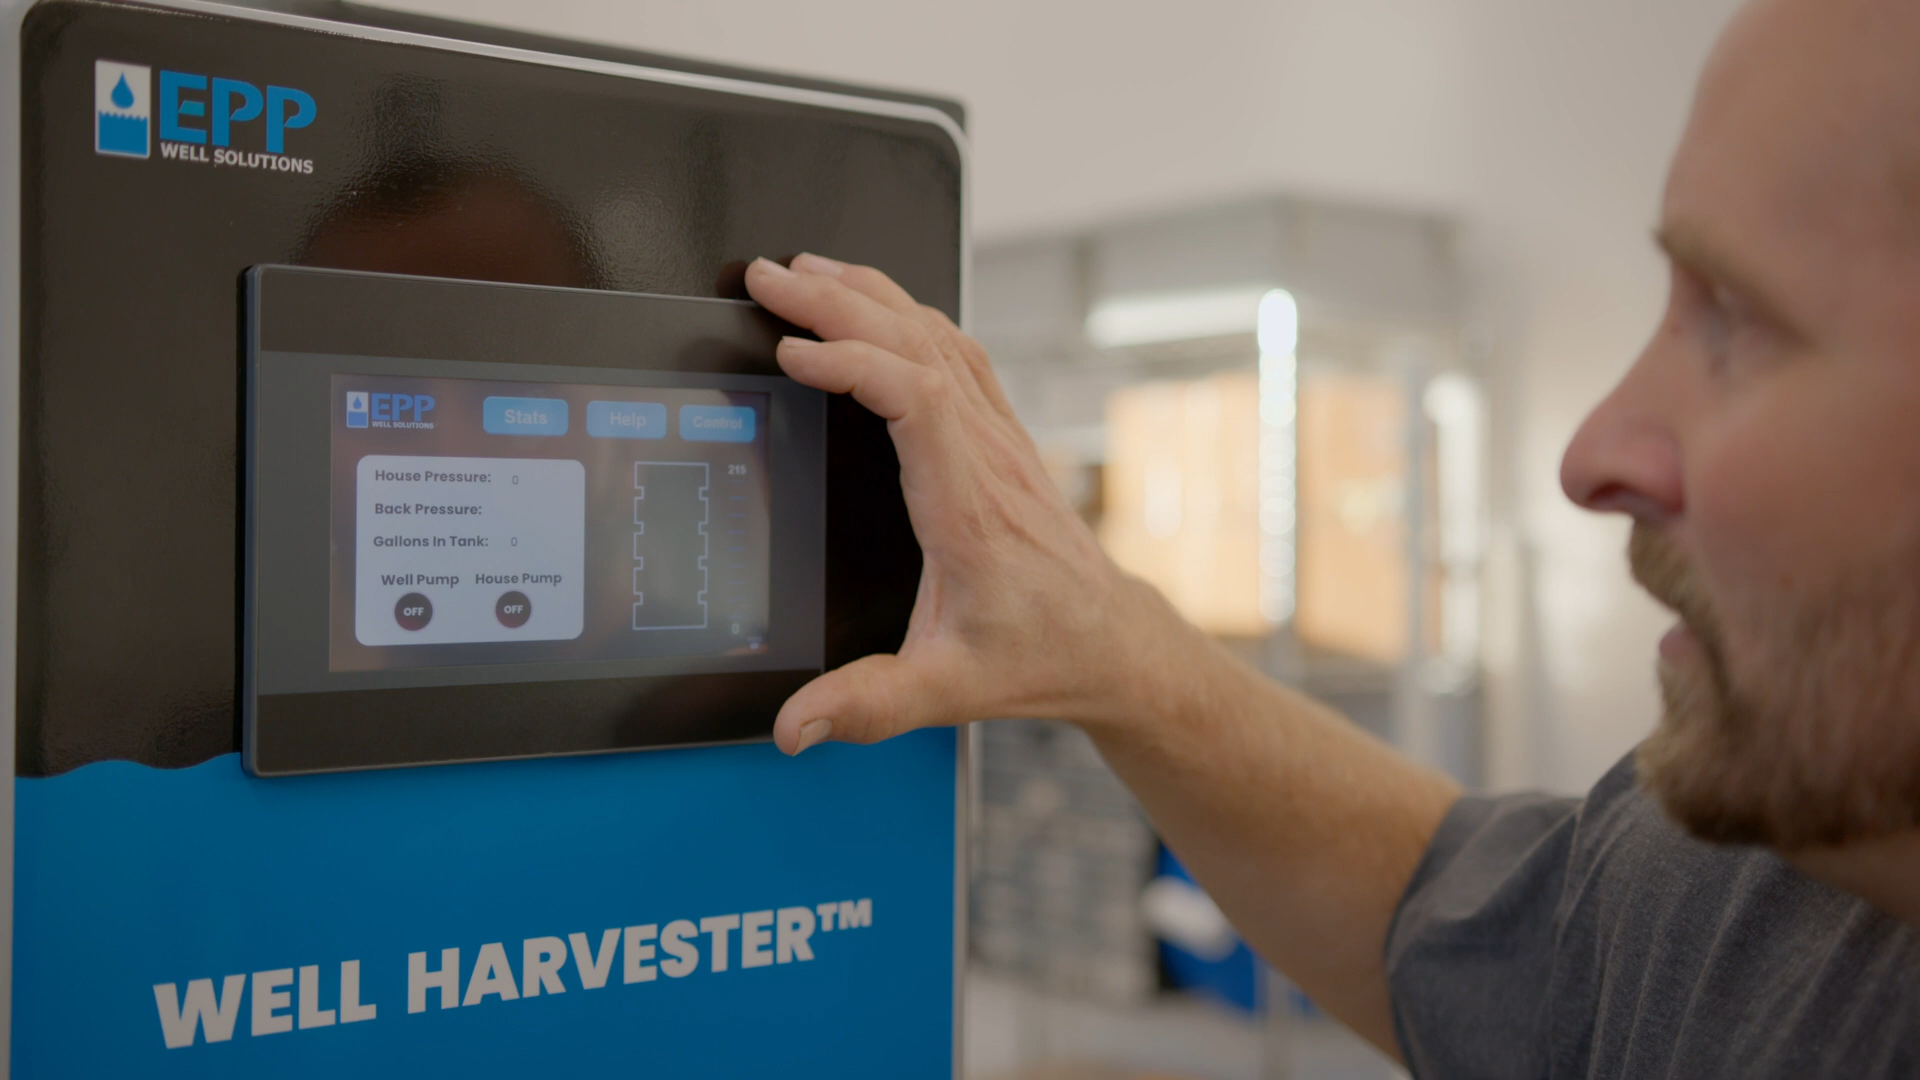 EPP
WELL SOLUTIONS
EPP
WELL SOLUTIONS
Stats
Help
Control
House Pressure: 0
Back Pressure:
Gallons In Tank: 0
Well Pump House Pump
OFF OFF
215
0
WELL HARVESTER™